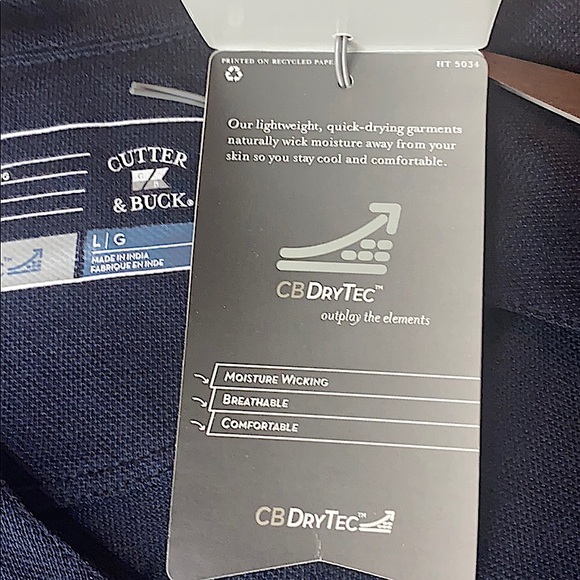 PRINTED ON RECYCLED PAPE
HT 5034
Our lightweight, quick-drying garments
naturally wick moisture away from your
skin so you stay cool and comfortable.
CB DRYTEC™
outplay the elements
MOISTURE WICKING
BREATHABLE
COMFORTABLE
CB DRYTEC™
CUTTER
& BUCK®
L | G
MADE IN INDIA
FABRIQUE EN INDE